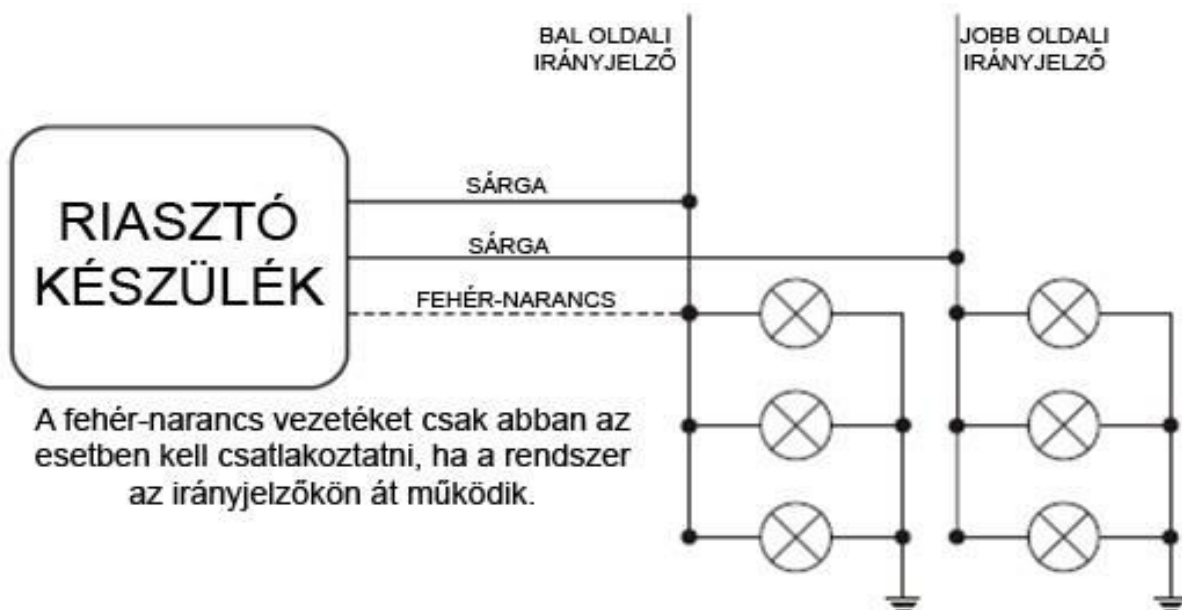 BAL OLDALI
IRÁNYJELZŐ
JOBB OLDALI
IRÁNYJELZŐ
SÁRGA
RIASZTÓ
KÉSZÜLÉK
SÁRGA
FEHÉR-NARANCS
A fehér-narancs vezetéket csak abban az
esetben kell csatlakoztatni, ha a rendszer
az irányjelzőkön át működik.